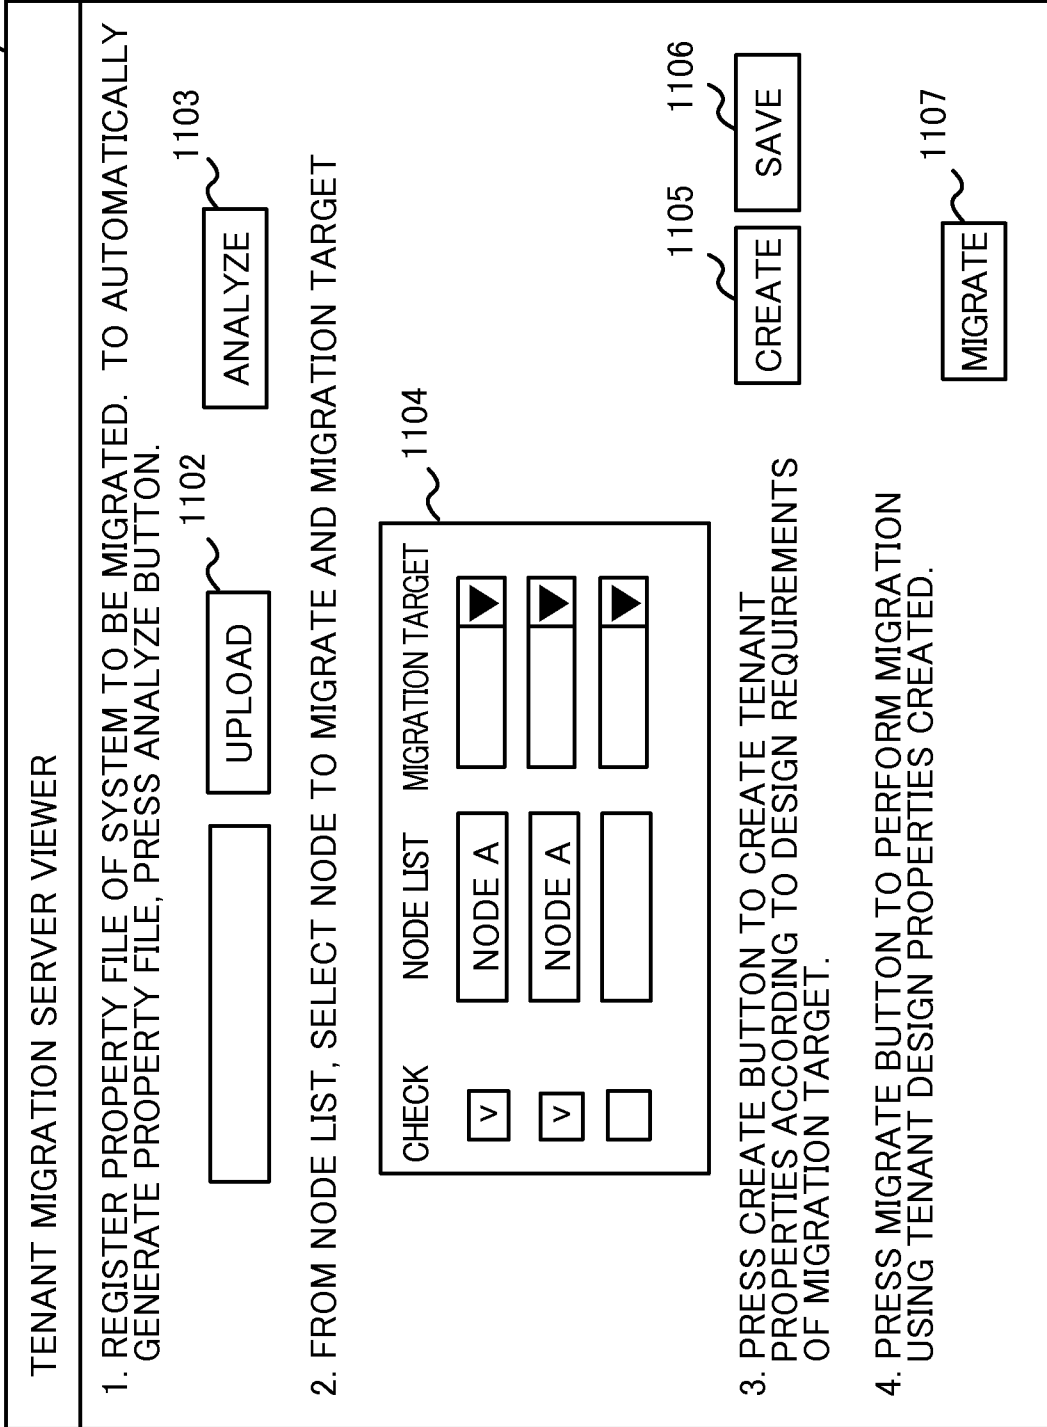 TENANT MIGRATION SERVER VIEWER
1. REGISTER PROPERTY FILE OF SYSTEM TO BE MIGRATED. TO AUTOMATICALLY
GENERATE PROPERTY FILE, PRESS ANALYZE BUTTON.
1102
1103
UPLOAD
ANALYZE
2. FROM NODE LIST, SELECT NODE TO MIGRATE AND MIGRATION TARGET
1104
CHECK NODE LIST MIGRATION TARGET
v NODE A ▼
v NODE A ▼
▼
3. PRESS CREATE BUTTON TO CREATE TENANT
PROPERTIES ACCORDING TO DESIGN REQUIREMENTS
OF MIGRATION TARGET.
1105
1106
CREATE
SAVE
4. PRESS MIGRATE BUTTON TO PERFORM MIGRATION
USING TENANT DESIGN PROPERTIES CREATED.
1107
MIGRATE